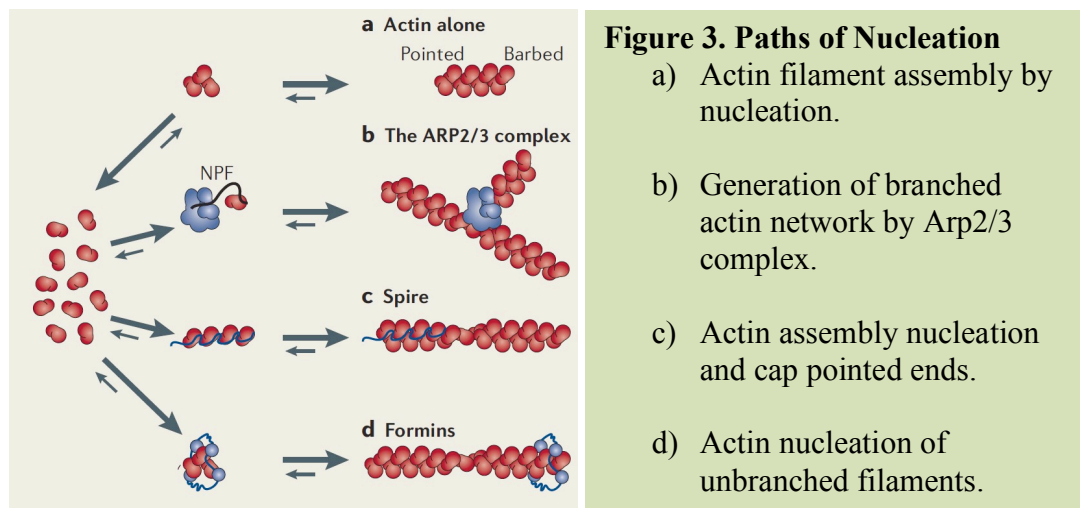 a Actin alone
Pointed Barbed
b The ARP2/3 complex
NPF
c Spire
d Formins
Figure 3. Paths of Nucleation
a) Actin filament assembly by
nucleation.
b) Generation of branched
actin network by Arp2/3
complex.
c) Actin assembly nucleation
and cap pointed ends.
d) Actin nucleation of
unbranched filaments.